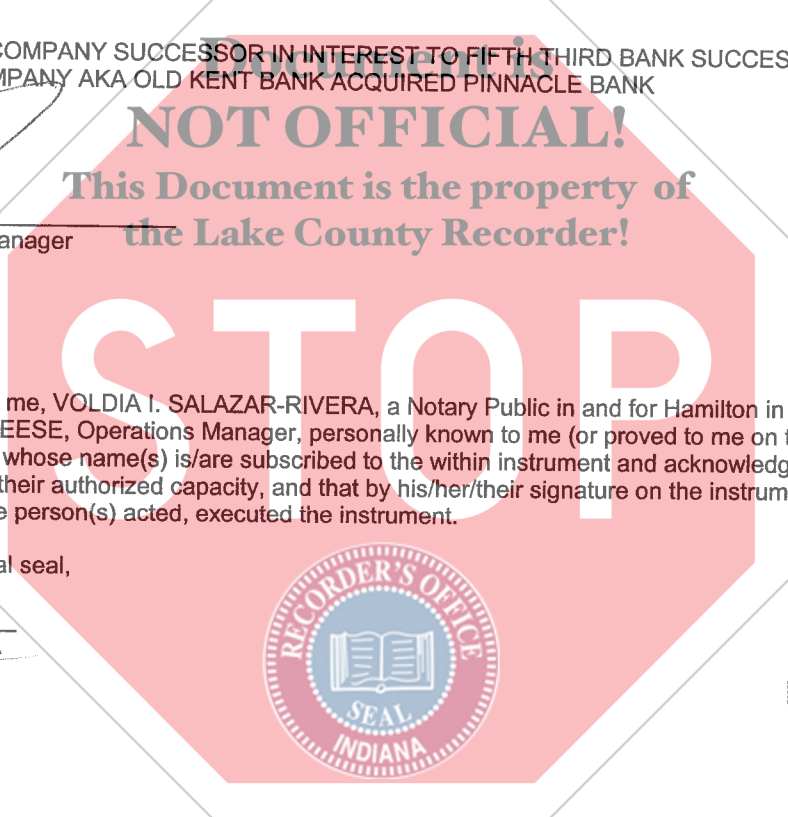 COMPANY SUCCESSOR IN INTEREST TO FIFTH THIRD BANK SUCCES
MPANY AKA OLD KENT BANK ACQUIRED PINNACLE BANK
Document is
NOT OFFICIAL!
This Document is the property of
the Lake County Recorder!
anager
STOP
me, VOLDIA I. SALAZAR-RIVERA, a Notary Public in and for Hamilton in
EESE, Operations Manager, personally known to me (or proved to me on t
whose name(s) is/are subscribed to the within instrument and acknowledg
their authorized capacity, and that by his/her/their signature on the instrum
e person(s) acted, executed the instrument.
al seal,
RECORDER'S OFFICE
SEAL
INDIANA